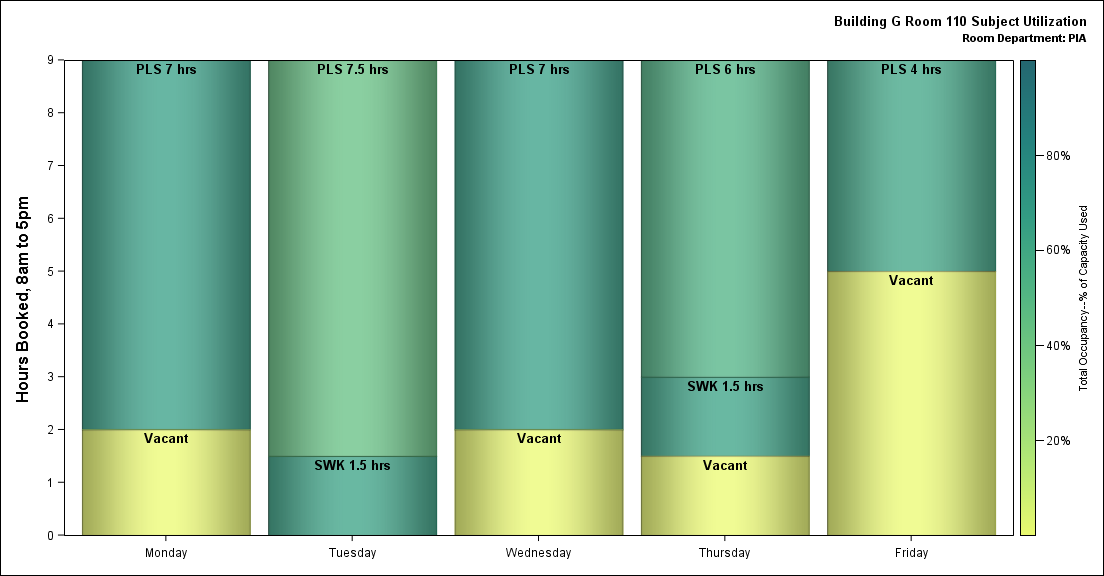 Building G Room 110 Subject Utilization
Room Department: PIA
Hours Booked, 8am to 5pm
9
8
7
6
5
4
3
2
1
0
PLS 7 hrs
Vacant
PLS 7.5 hrs
SWK 1.5 hrs
PLS 7 hrs
Vacant
PLS 6 hrs
SWK 1.5 hrs
Vacant
PLS 4 hrs
Vacant
Monday
Tuesday
Wednesday
Thursday
Friday
80%
60%
40%
20%
Total Occupancy--% of Capacity Used